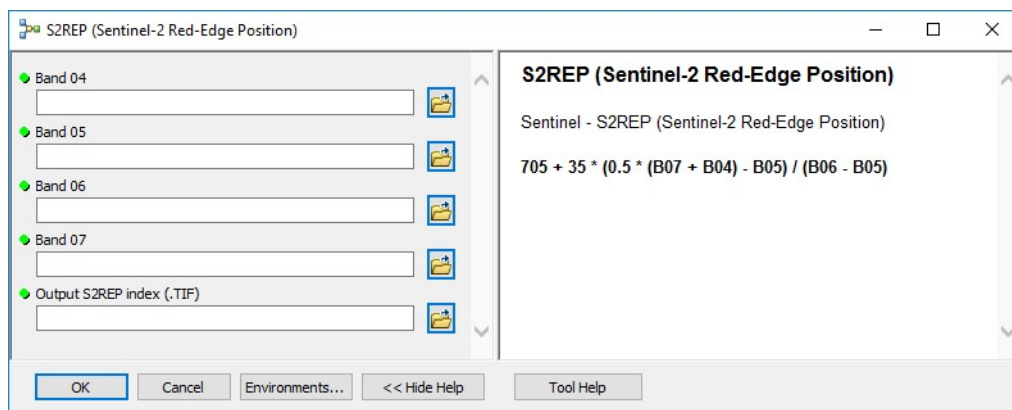 S2REP (Sentinel-2 Red-Edge Position)
Band 04
Band 05
Band 06
Band 07
Output S2REP index (.TIF)
S2REP (Sentinel-2 Red-Edge Position)
Sentinel - S2REP (Sentinel-2 Red-Edge Position)
705 + 35 * (0.5 * (B07 + B04) - B05) / (B06 - B05)
OK Cancel Environments... << Hide Help Tool Help